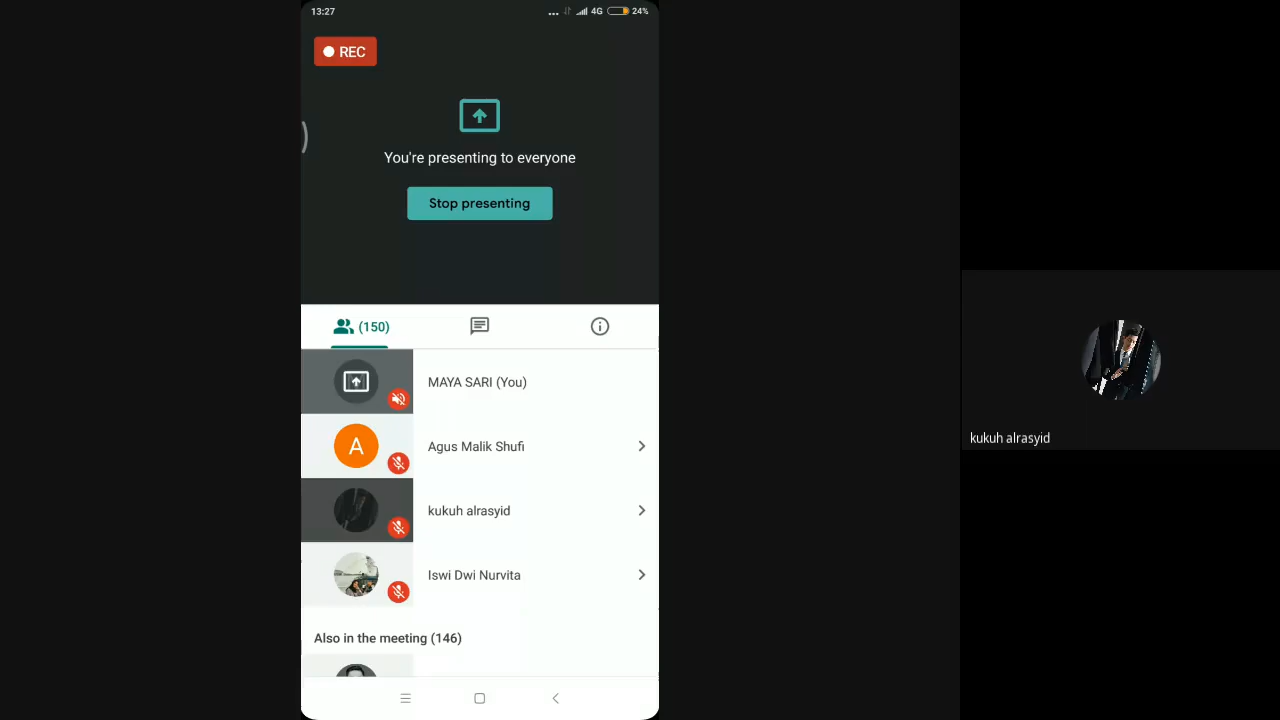 13:27
4G 24%
REC
You're presenting to everyone
Stop presenting
(150)
MAYA SARI (You)
A
Agus Malik Shufi
kukuh alrasyid
Iswi Dwi Nurvita
Also in the meeting (146)
kukuh alrasyid